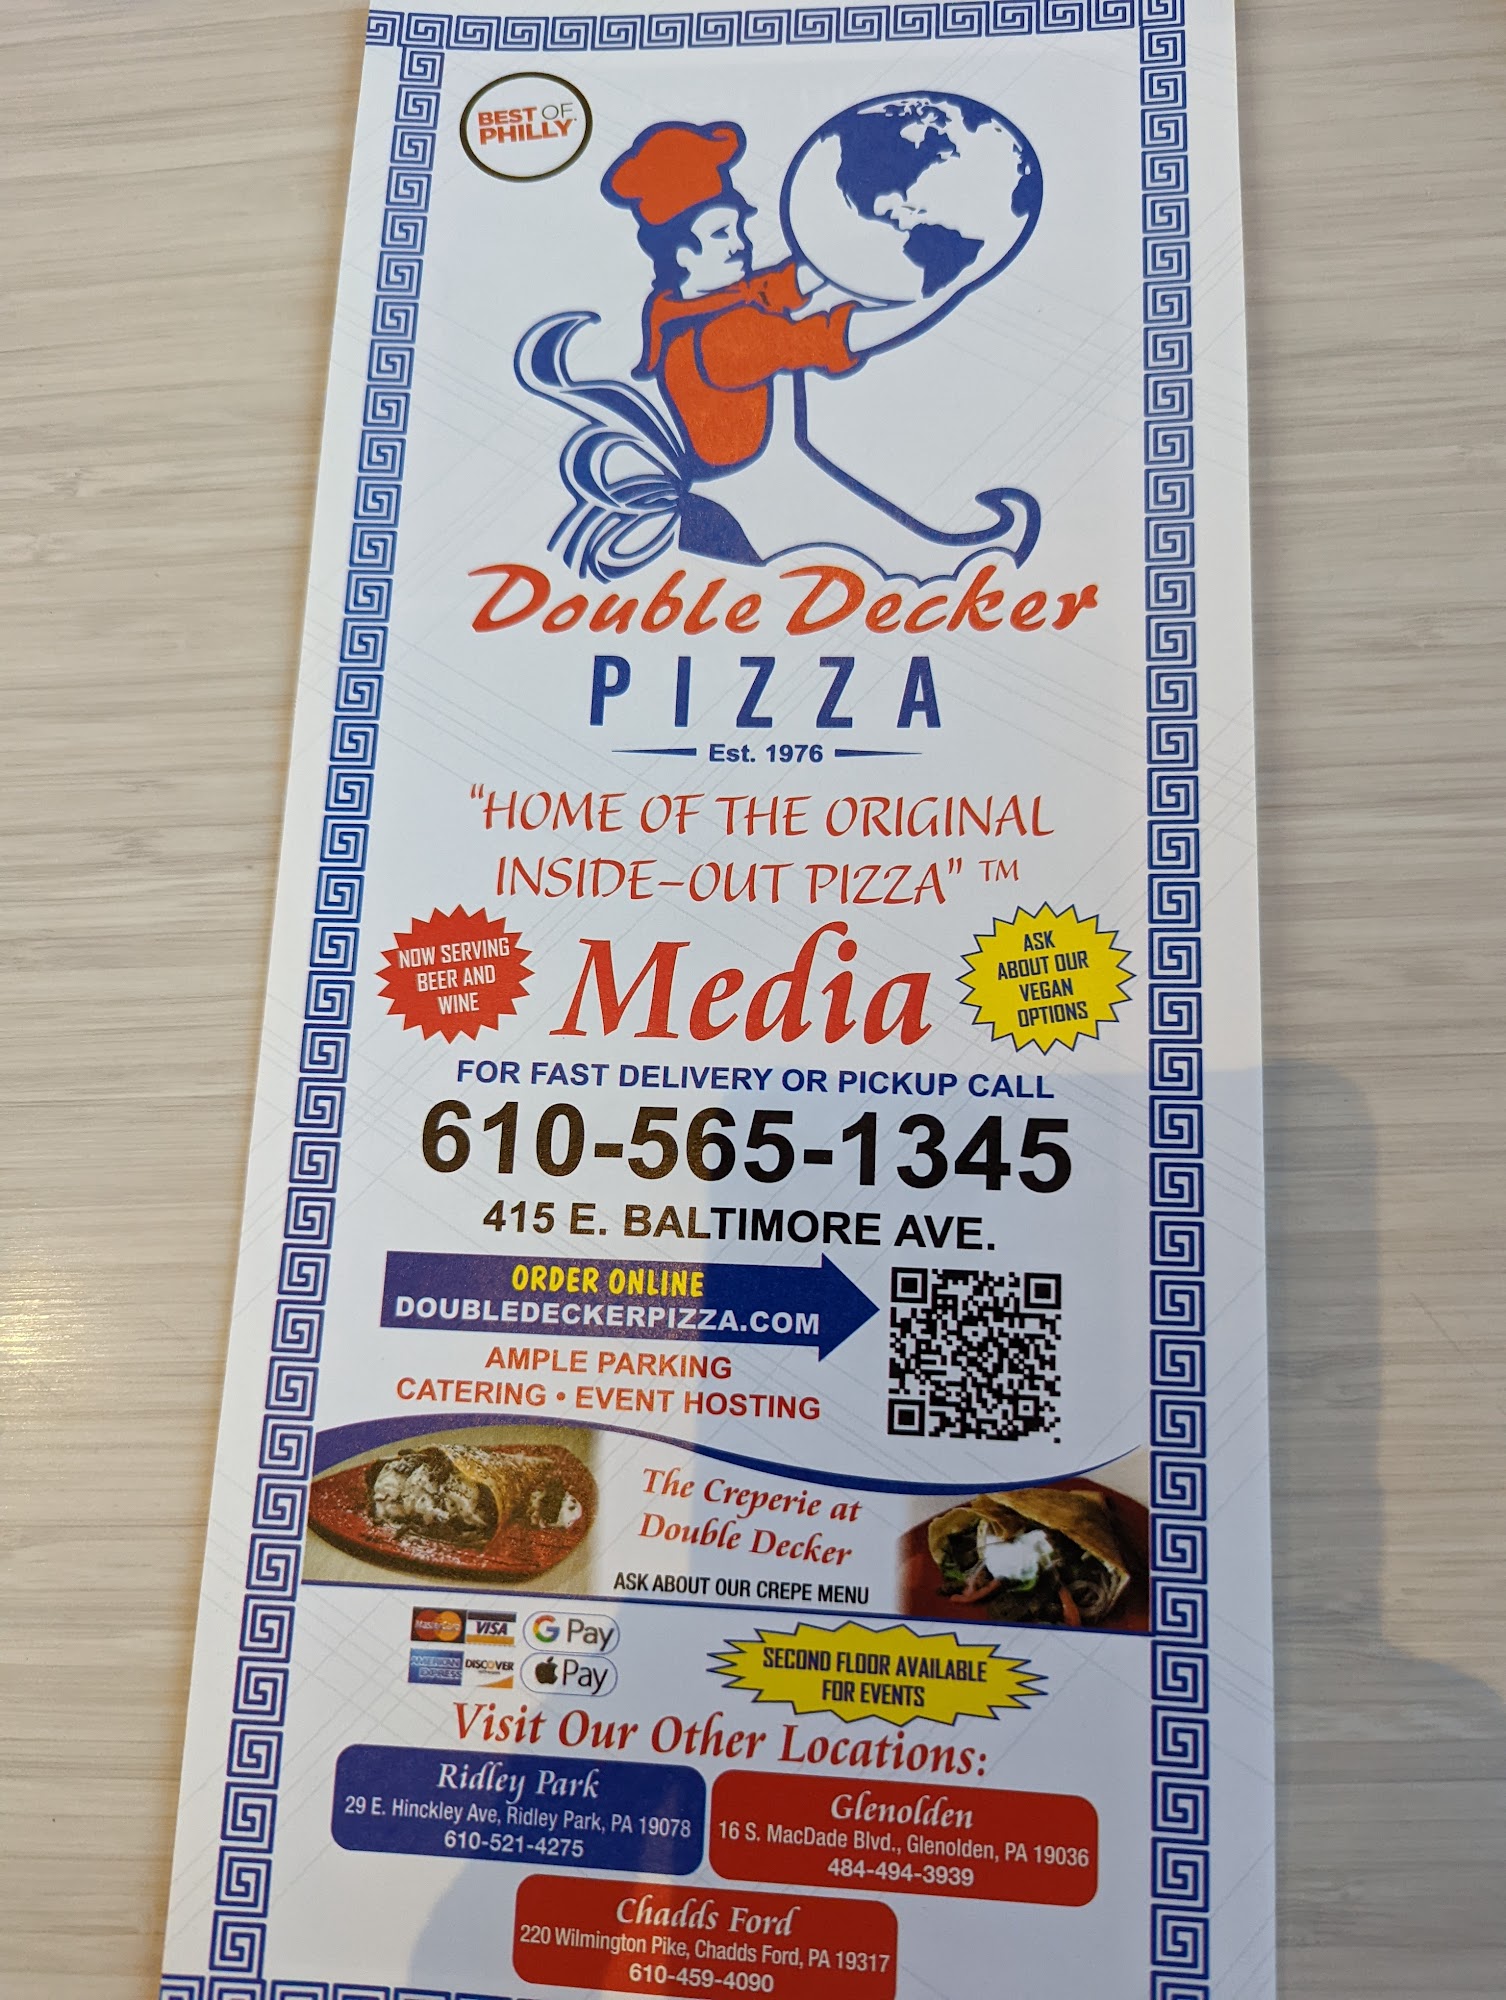 BEST OF
PHILLY
Double Decker
PIZZA
Est. 1976
"HOME OF THE ORIGINAL
INSIDE-OUT PIZZA" ™
NOW SERVING
BEER AND
WINE
Media
ASK
ABOUT OUR
VEGAN
OPTIONS
FOR FAST DELIVERY OR PICKUP CALL
610-565-1345
415 E. BALTIMORE AVE.
ORDER ONLINE
DOUBLEDECKERPIZZA.COM
AMPLE PARKING
CATERING • EVENT HOSTING
The Creperie at
Double Decker
ASK ABOUT OUR CREPE MENU
MasterCard
VISA
G Pay
AMERICAN
EXPRESS
DISCOVER
Pay
SECOND FLOOR AVAILABLE
FOR EVENTS
Visit Our Other Locations:
Ridley Park
29 E. Hinckley Ave, Ridley Park, PA 19078
610-521-4275
Glenolden
16 S. MacDade Blvd., Glenolden, PA 19036
484-494-3939
Chadds Ford
220 Wilmington Pike, Chadds Ford, PA 19317
610-459-4090